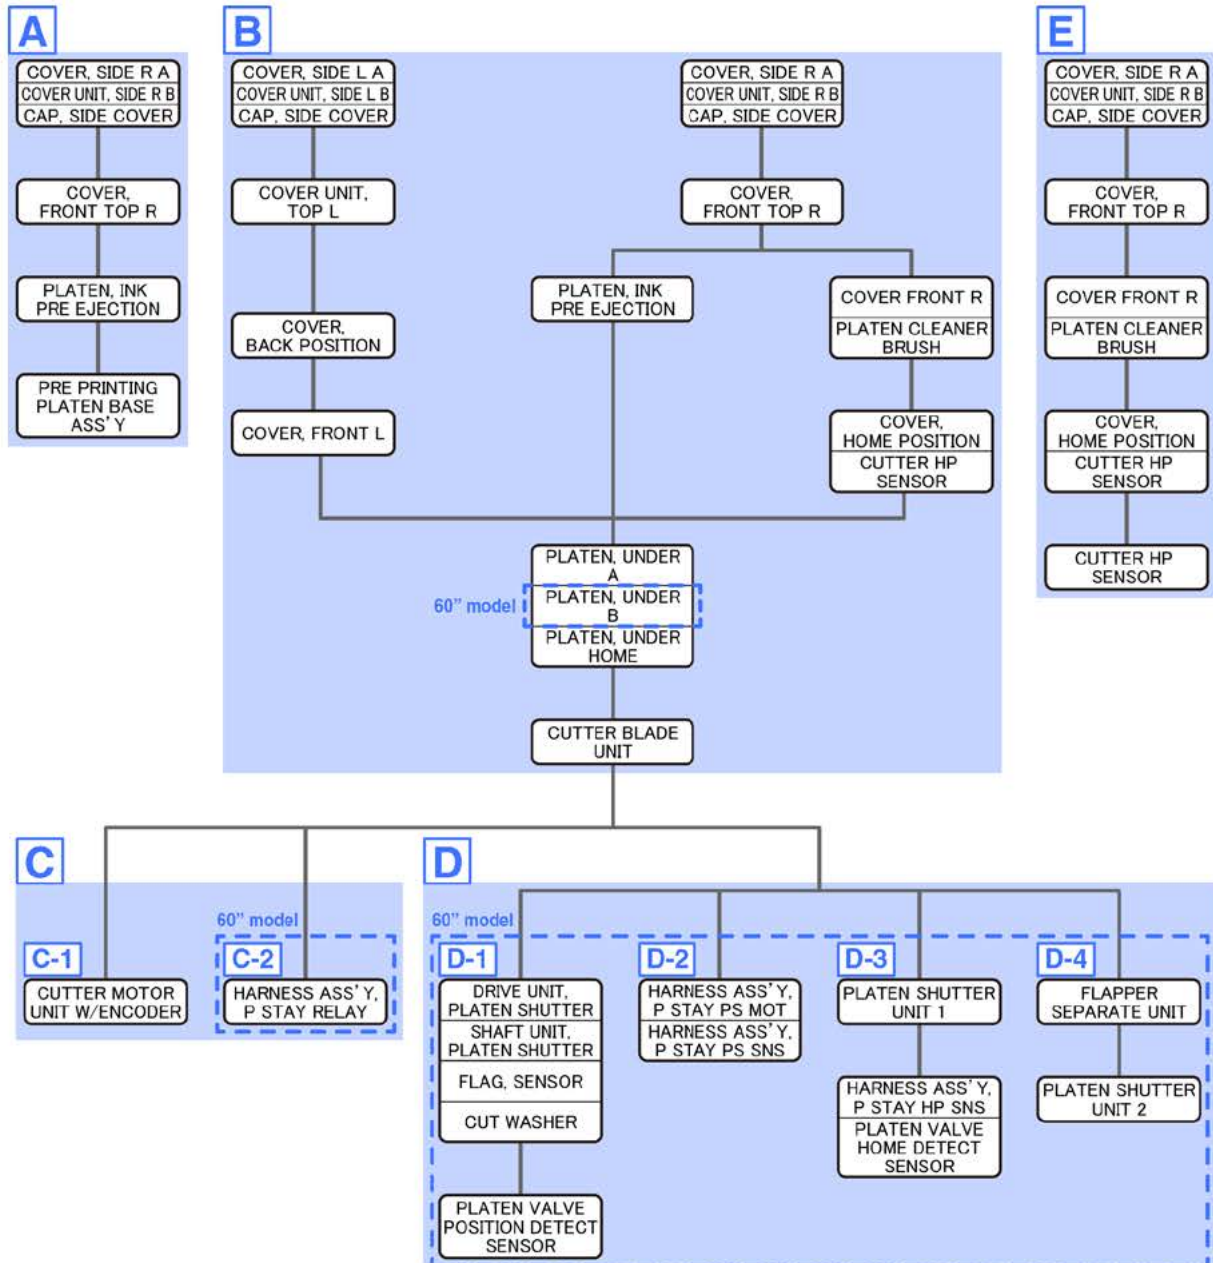 A
COVER, SIDE R A
COVER UNIT, SIDE R B
CAP, SIDE COVER
COVER,
FRONT TOP R
PLATEN, INK
PRE EJECTION
PRE PRINTING
PLATEN BASE
ASS'Y
B
COVER, SIDE L A
COVER UNIT, SIDE L B
CAP, SIDE COVER
COVER UNIT,
TOP L
COVER,
BACK POSITION
COVER, FRONT L
COVER, SIDE R A
COVER UNIT, SIDE R B
CAP, SIDE COVER
COVER,
FRONT TOP R
PLATEN, INK
PRE EJECTION
COVER FRONT R
PLATEN CLEANER
BRUSH
COVER,
HOME POSITION
CUTTER HP
SENSOR
PLATEN, UNDER
A
60” model
PLATEN, UNDER
B
PLATEN, UNDER
HOME
CUTTER BLADE
UNIT
E
COVER, SIDE R A
COVER UNIT, SIDE R B
CAP, SIDE COVER
COVER,
FRONT TOP R
COVER FRONT R
PLATEN CLEANER
BRUSH
COVER,
HOME POSITION
CUTTER HP
SENSOR
CUTTER HP
SENSOR
C
C-1
CUTTER MOTOR
UNIT W/ENCODER
60” model
C-2
HARNESS ASS'Y,
P STAY RELAY
D
60” model
D-1
DRIVE UNIT,
PLATEN SHUTTER
SHAFT UNIT,
PLATEN SHUTTER
FLAG, SENSOR
CUT WASHER
PLATEN VALVE
POSITION DETECT
SENSOR
D-2
HARNESS ASS'Y,
P STAY PS MOT
HARNESS ASS'Y,
P STAY PS SNS
D-3
PLATEN SHUTTER
UNIT 1
HARNESS ASS'Y,
P STAY HP SNS
PLATEN VALVE
HOME DETECT
SENSOR
D-4
FLAPPER
SEPARATE UNIT
PLATEN SHUTTER
UNIT 2